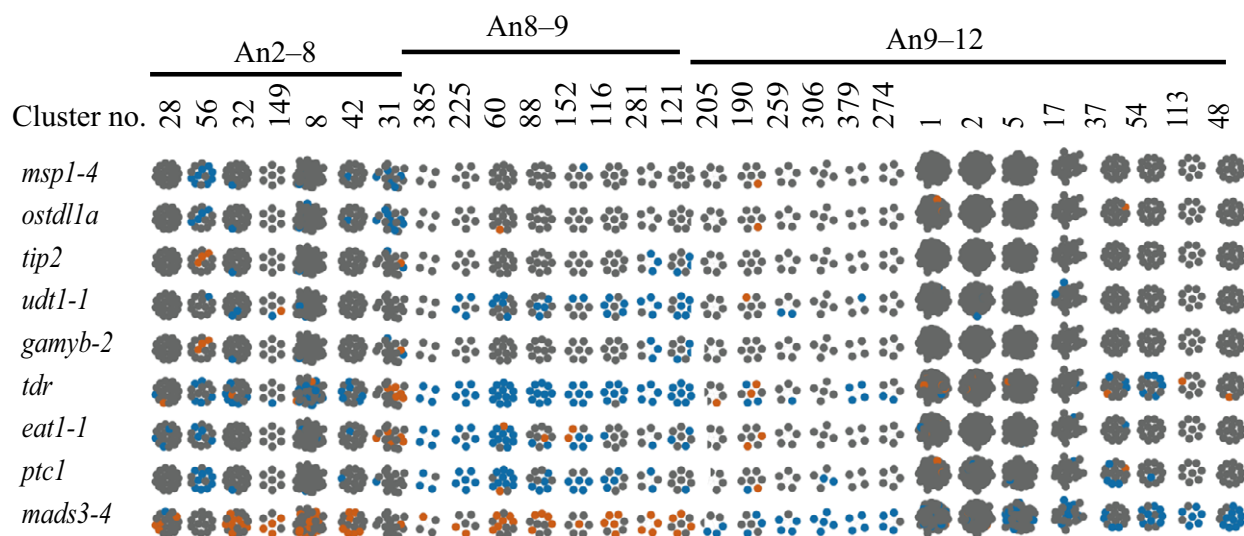 An2–8 An8–9 An9–12
Cluster no. 28 56 32 149 8 42 31 385 225 60 88 152 116 281 121 205 190 259 306 379 274 1 2 5 17 37 54 113 48
msp1-4
ostdl1a
tip2
udt1-1
gamyb-2
tdr
eat1-1
ptc1
mads3-4